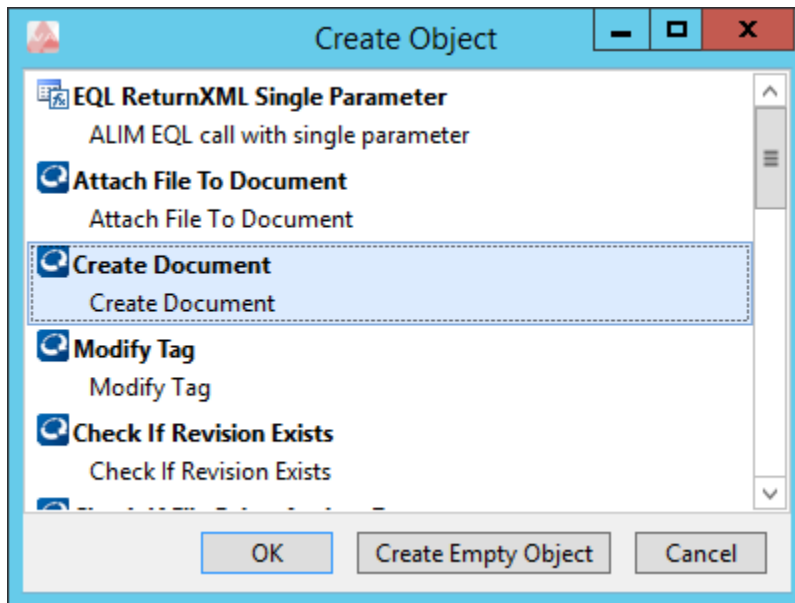 Create Object
EQL ReturnXML Single Parameter
ALIM EQL call with single parameter
Attach File To Document
Attach File To Document
Create Document
Create Document
Modify Tag
Modify Tag
Check If Revision Exists
Check If Revision Exists
OK
Create Empty Object
Cancel